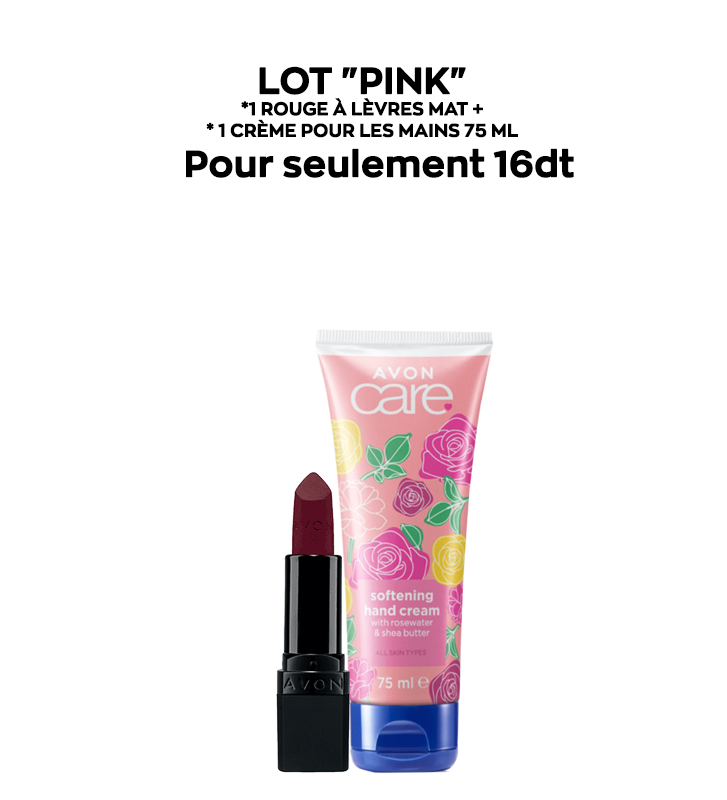 LOT "PINK"
*1 ROUGE À LÈVRES MAT +
* 1 CRÈME POUR LES MAINS 75 ML
Pour seulement 16dt
AVON
care
softening
hand cream
with rosewater
& shea butter
ALL SKIN TYPES
75 ml ℮
AVON
AVON